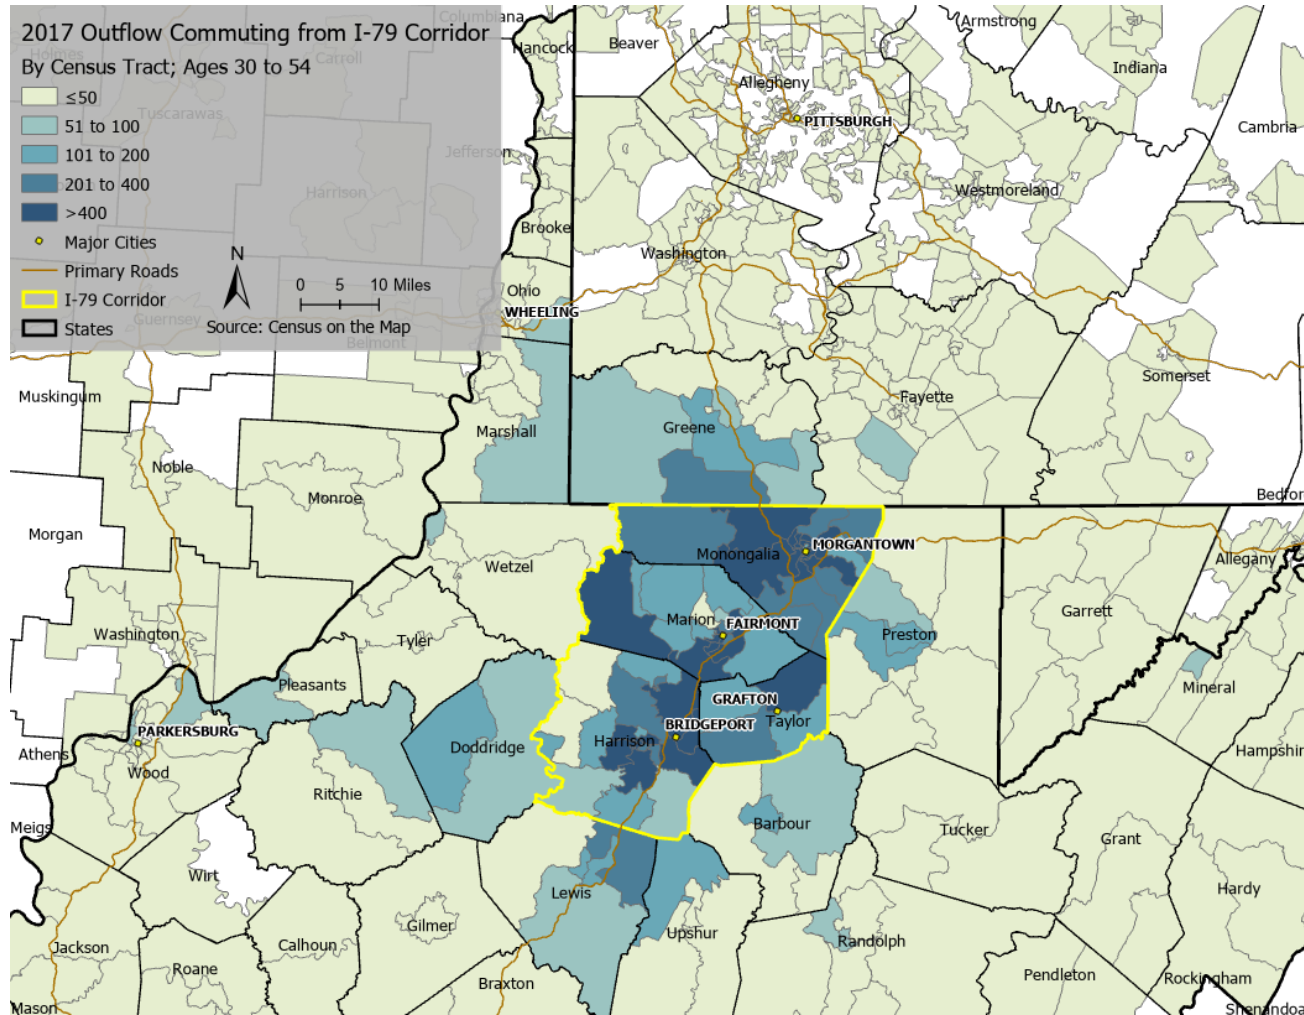 2017 Outflow Commuting from I-79 Corridor
By Census Tract; Ages 30 to 54
≤50
51 to 100
101 to 200
201 to 400
>400
Major Cities
Primary Roads
I-79 Corridor
States
N
0 5 10 Miles
Source: Census on the Map
Columbiana
Holmes
Carroll
Hancock
Beaver
Armstrong
Allegheny
Indiana
Tuscarawas
PITTSBURGH
Cambria
Jefferson
Harrison
Westmoreland
Brooke
Washington
Ohio
WHEELING
Guernsey
Belmont
Muskingum
Somerset
Fayette
Marshall
Greene
Noble
Monroe
Bedfor
Morgan
MORGANTOWN
Monongalia
Wetzel
Allegany
Garrett
Marion
FAIRMONT
Preston
Washington
Tyler
Pleasants
Mineral
GRAFTON
Taylor
BRIDGEPORT
PARKERSBURG
Harrison
Doddridge
Athens
Wood
Hampshir
Ritchie
Meigs
Barbour
Tucker
Grant
Wirt
Lewis
Hardy
Gilmer
Upshur
Randolph
Jackson
Calhoun
Roane
Braxton
Pendleton
Rockingham
Mason
Shenandoa